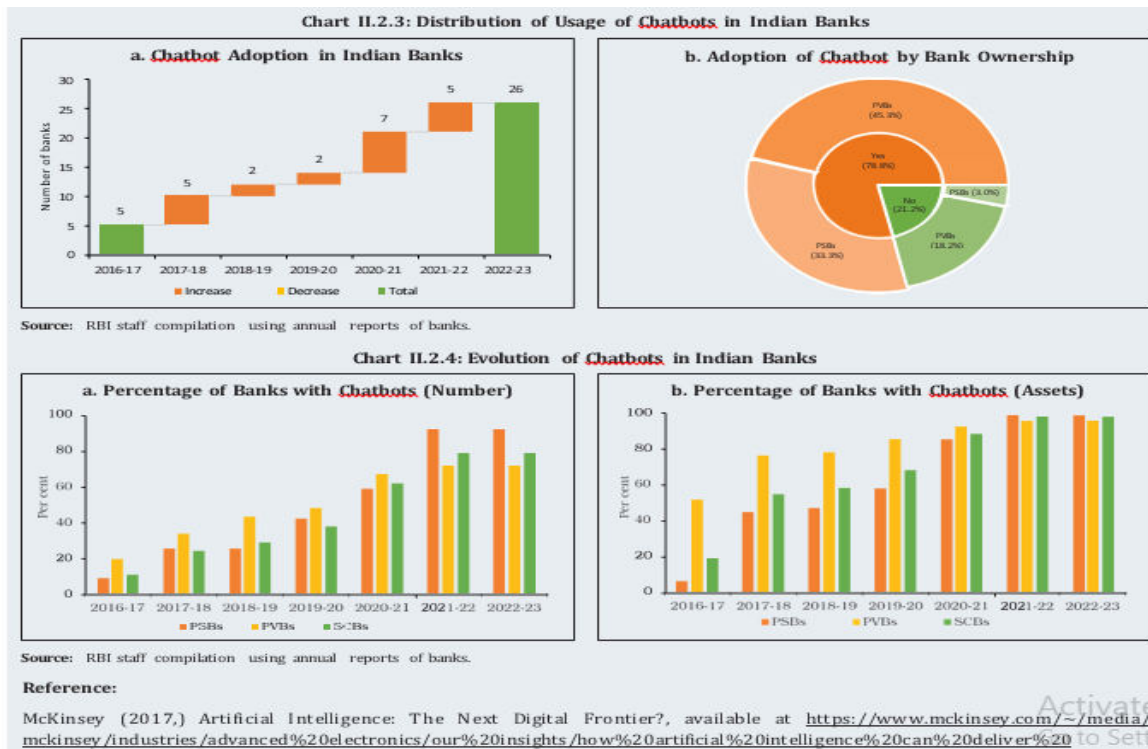 Chart II.2.3: Distribution of Usage of Chatbots in Indian Banks
a. Chatbot Adoption in Indian Banks
Number of banks
30
25
20
15
10
5
0
5
5
2
2
7
5
26
2016-17 2017-18 2018-19 2019-20 2020-21 2021-22 2022-23
Increase Decrease Total
b. Adoption of Chatbot by Bank Ownership
PVBs
(45.3%)
Yes
(78.8%)
PSBs (3.0%)
No
(21.2%)
PVBs
(18.2%)
PSBs
(33.3%)
Source: RBI staff compilation using annual reports of banks.
Chart II.2.4: Evolution of Chatbots in Indian Banks
a. Percentage of Banks with Chatbots (Number)
Per cent
100
80
60
40
20
0
2016-17 2017-18 2018-19 2019-20 2020-21 2021-22 2022-23
PSBs PVBs SCBs
b. Percentage of Banks with Chatbots (Assets)
Per cent
100
80
60
40
20
0
2016-17 2017-18 2018-19 2019-20 2020-21 2021-22 2022-23
PSBs PVBs SCBs
Source: RBI staff compilation using annual reports of banks.
Reference:
McKinsey (2017,) Artificial Intelligence: The Next Digital Frontier?, available at https://www.mckinsey.com/~/media/
mckinsey/industries/advanced%20electronics/our%20insights/how%20artificial%20intelligence%20can%20deliver%20
Activate
to Set